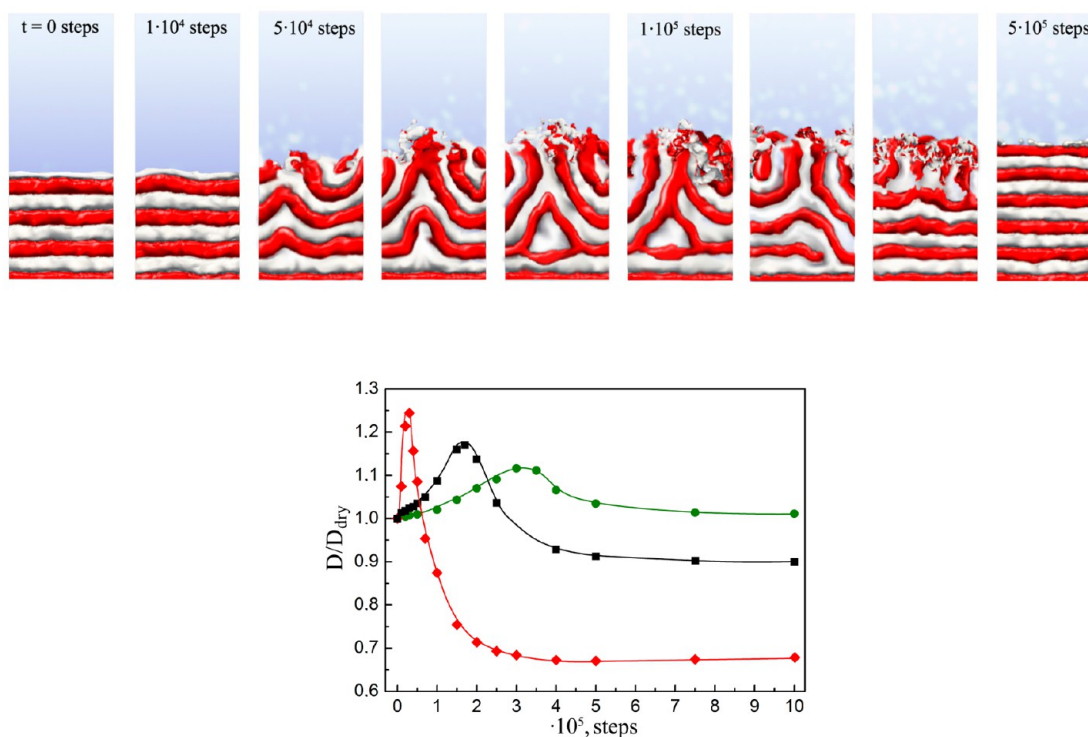 t = 0 steps
1·10⁴ steps
5·10⁴ steps
1·10⁵ steps
5·10⁵ steps
1.3
1.2
1.1
1.0
0.9
0.8
0.7
0.6
D/D_dry
0 1 2 3 4 5 6 7 8 9 10
·10⁵, steps